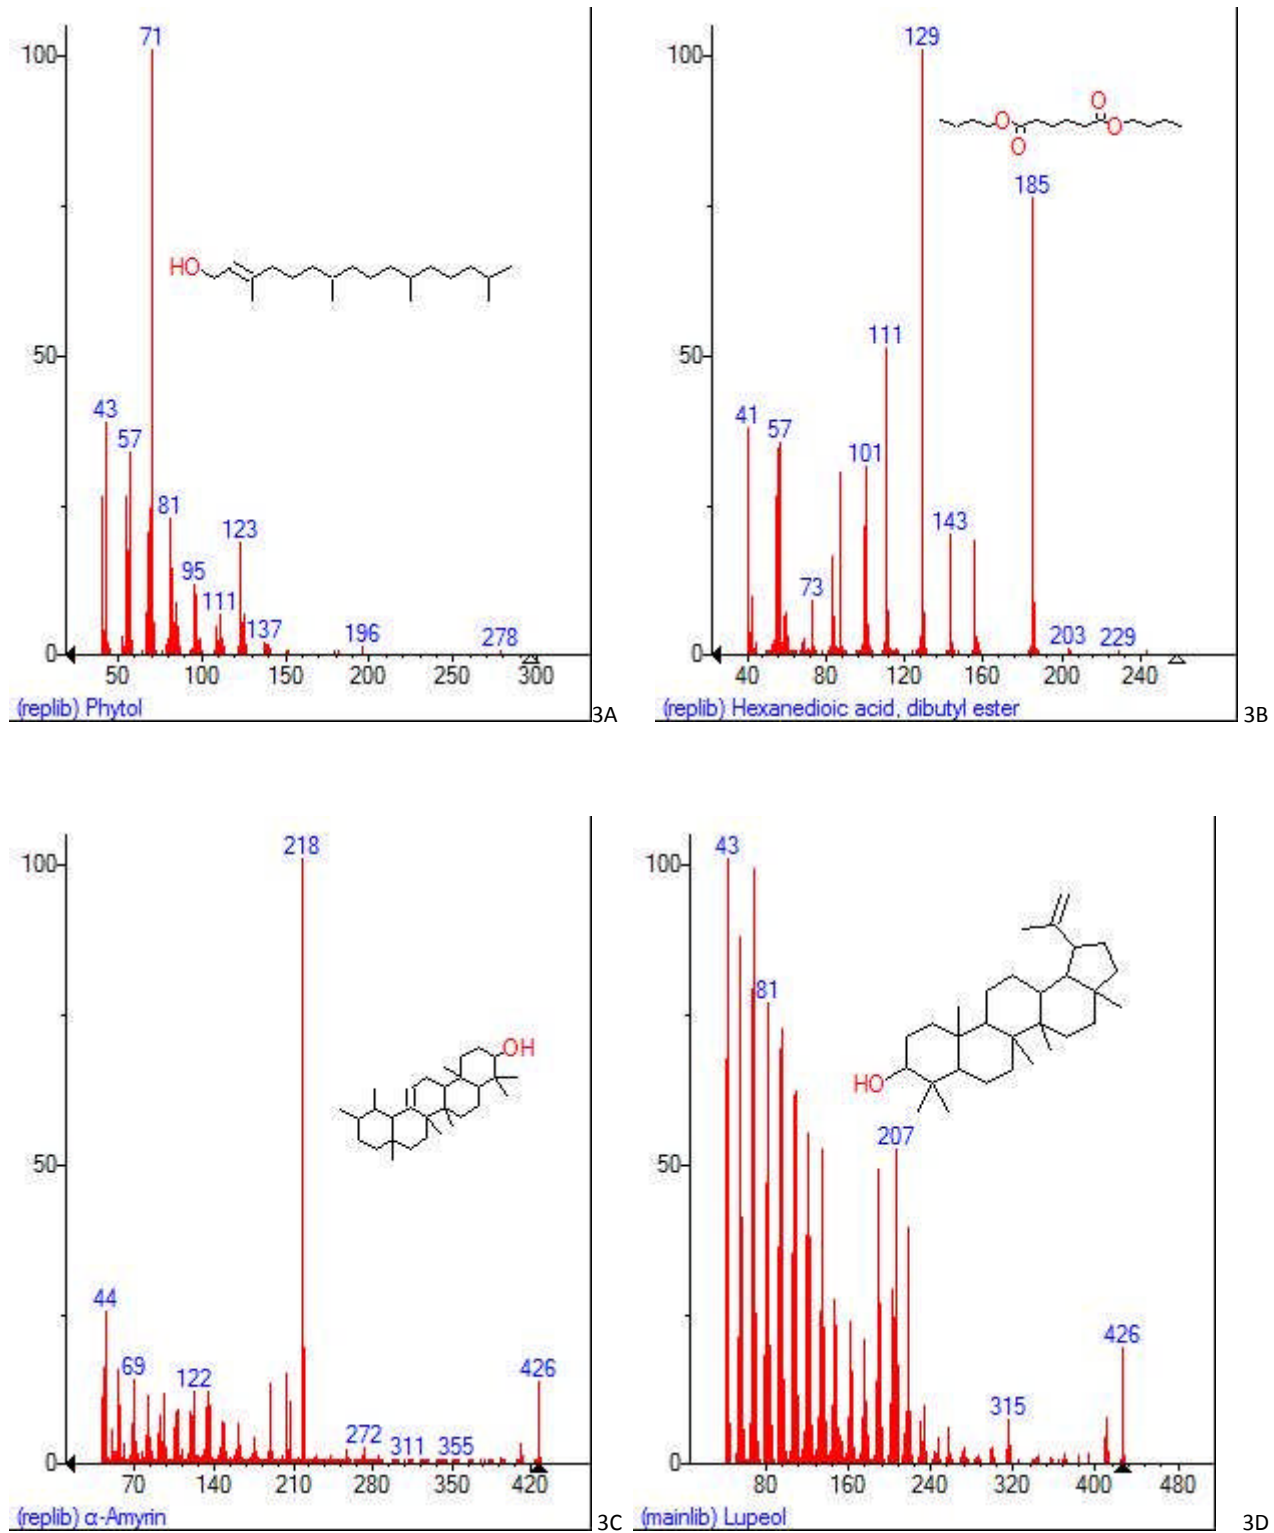 100
71
HO
50
43
57
81
123
95
111
137
196
278
0
50 100 150 200 250 300
(replib) Phytol
3A
100
129
O
O
O
O
185
50
111
41
57
101
143
73
203 229
0
40 80 120 160 200 240
(replib) Hexanedioic acid, dibutyl ester
3B
100
218
OH
50
44
69
122
426
272
311 355
0
70 140 210 280 350 420
(replib) α-Amyrin
3C
100
43
81
HO
207
50
426
315
0
80 160 240 320 400 480
(mainlib) Lupeol
3D